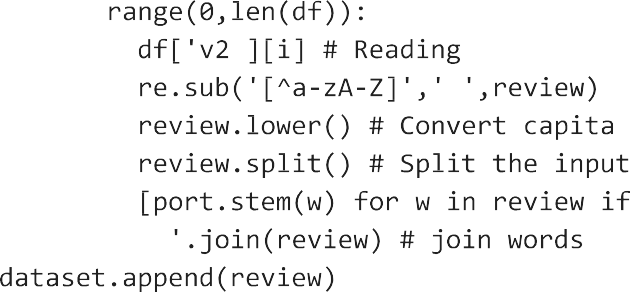 range(0,len(df)):
df['v2 ][i] # Reading
re.sub('[^a-zA-Z]',' ',review)
review.lower() # Convert capita
review.split() # Split the input
[port.stem(w) for w in review if
'.join(review) # join words
dataset.append(review)